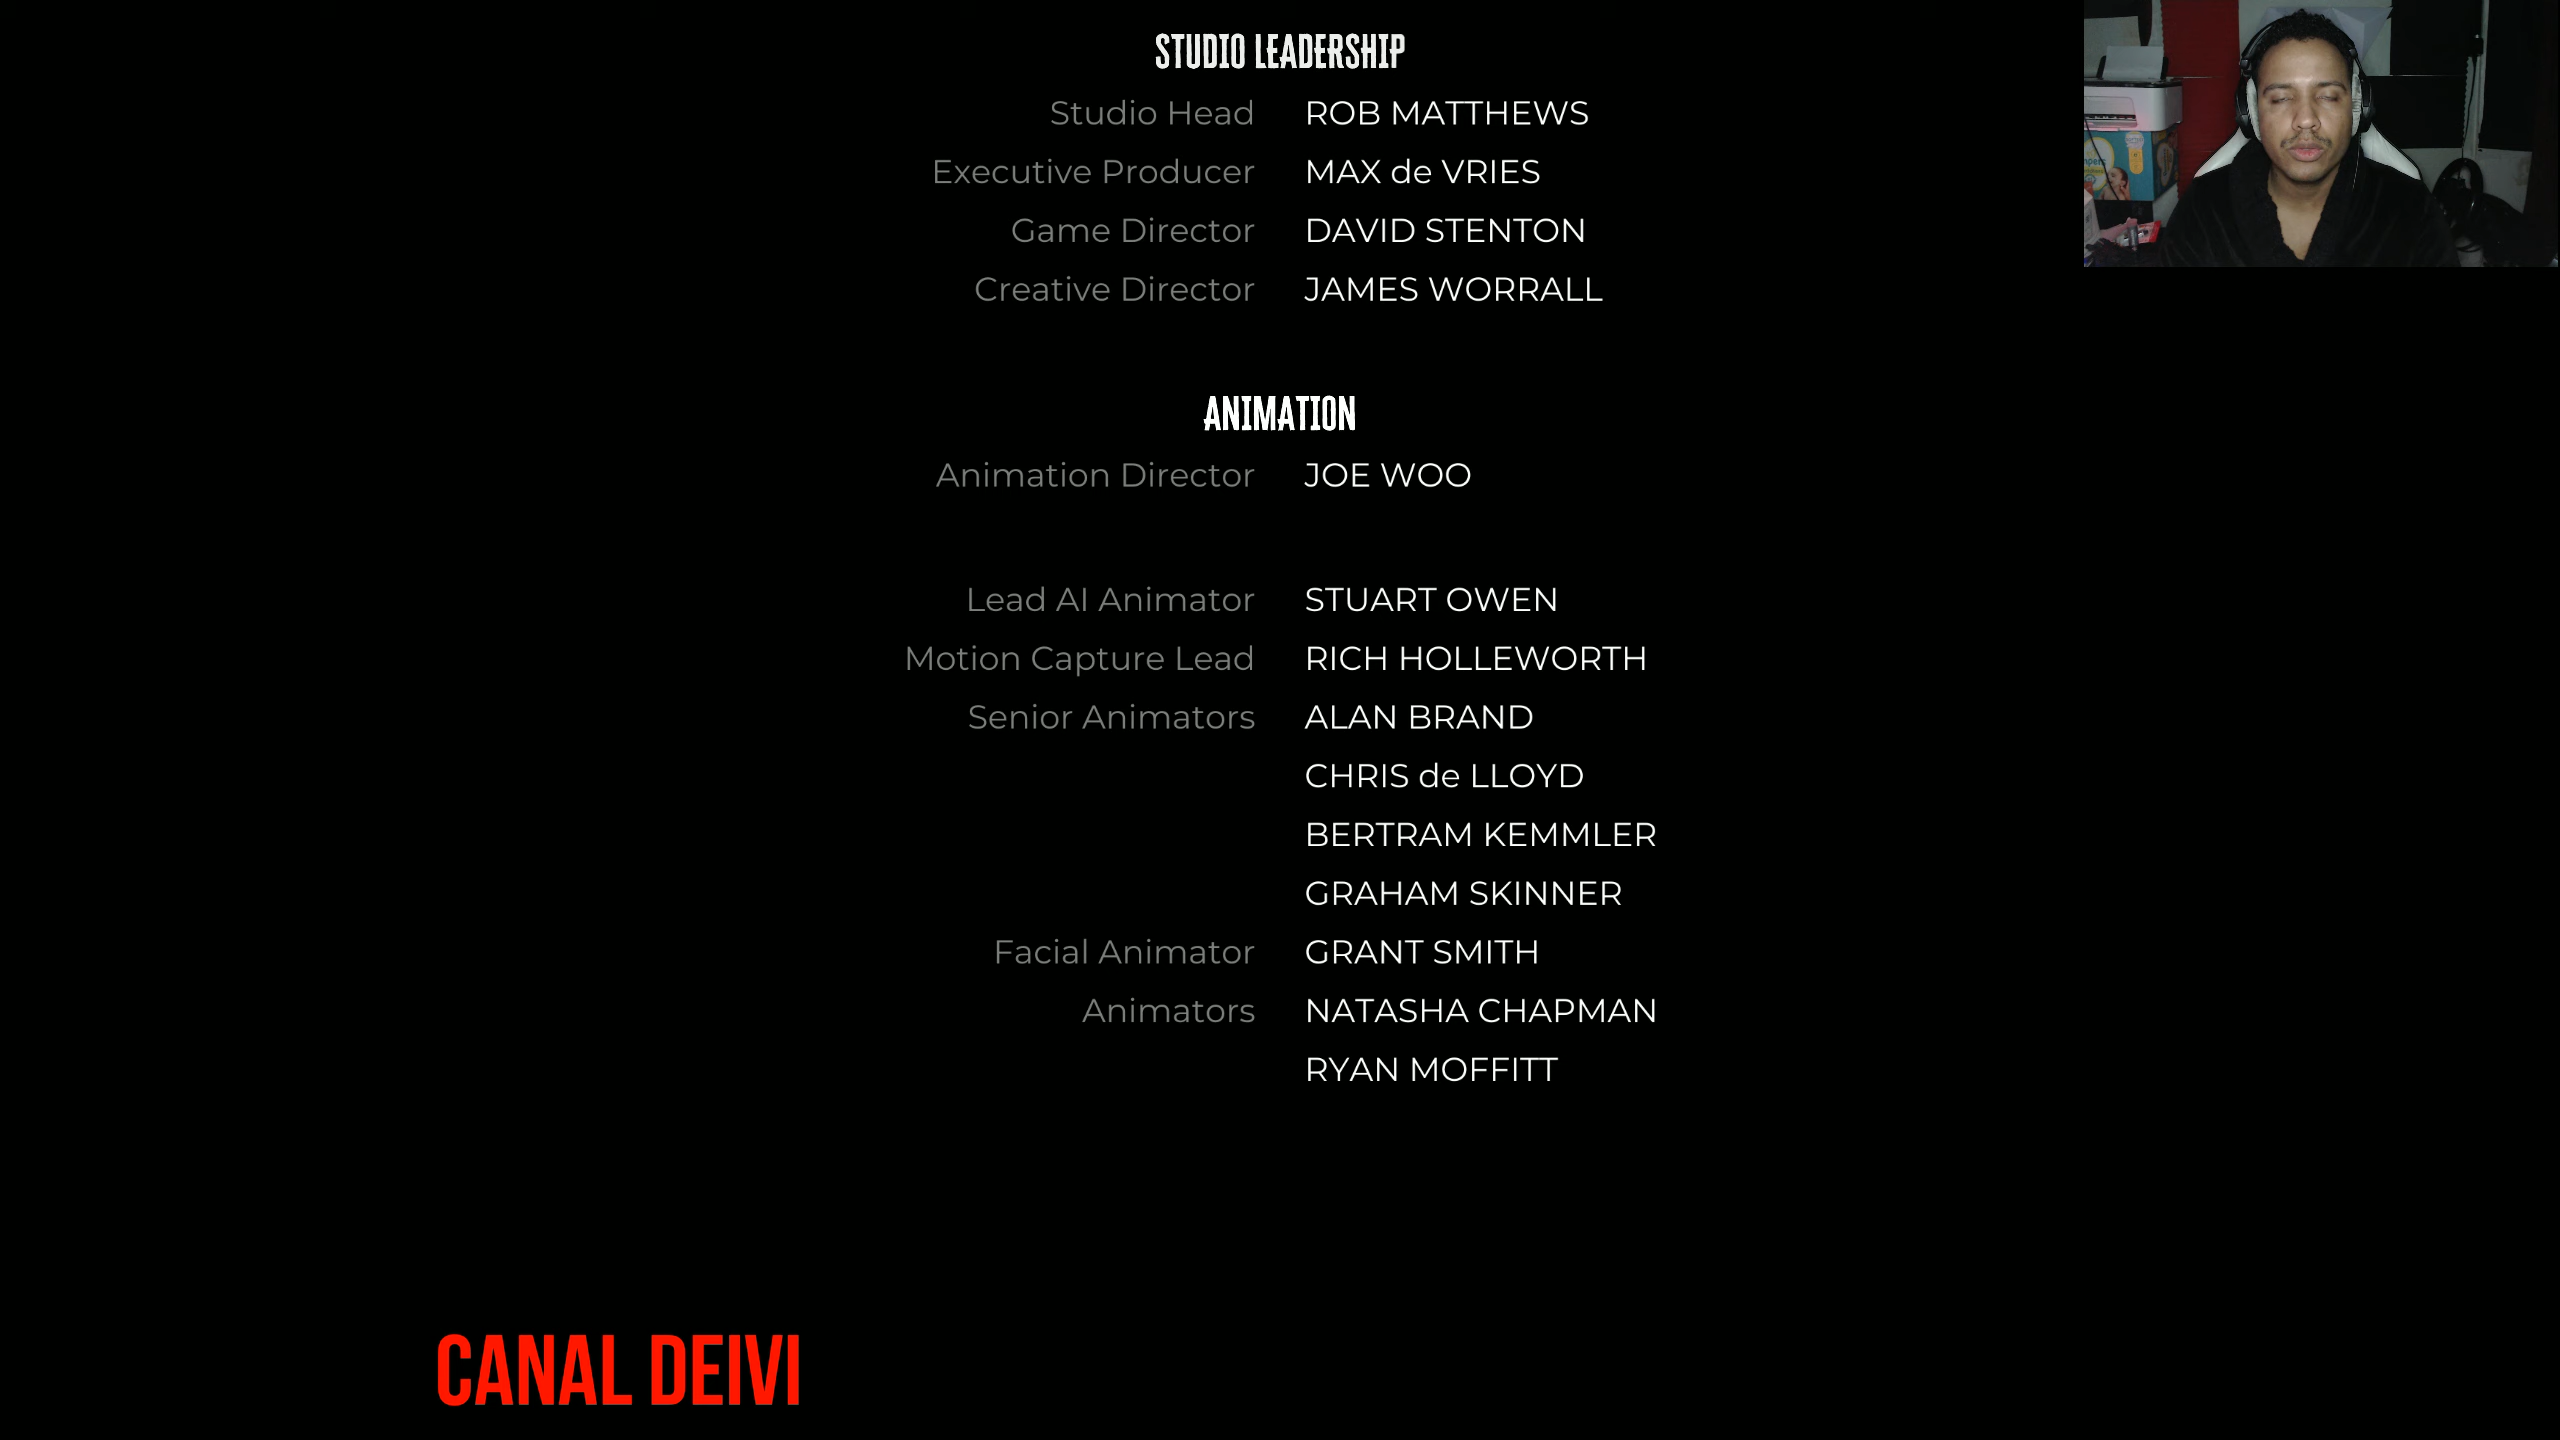 STUDIO LEADERSHIP
Studio Head ROB MATTHEWS
Executive Producer MAX de VRIES
Game Director DAVID STENTON
Creative Director JAMES WORRALL
ANIMATION
Animation Director JOE WOO
Lead AI Animator STUART OWEN
Motion Capture Lead RICH HOLLEWORTH
Senior Animators ALAN BRAND
CHRIS de LLOYD
BERTRAM KEMMLER
GRAHAM SKINNER
Facial Animator GRANT SMITH
Animators NATASHA CHAPMAN
RYAN MOFFITT
CANAL DEIVI